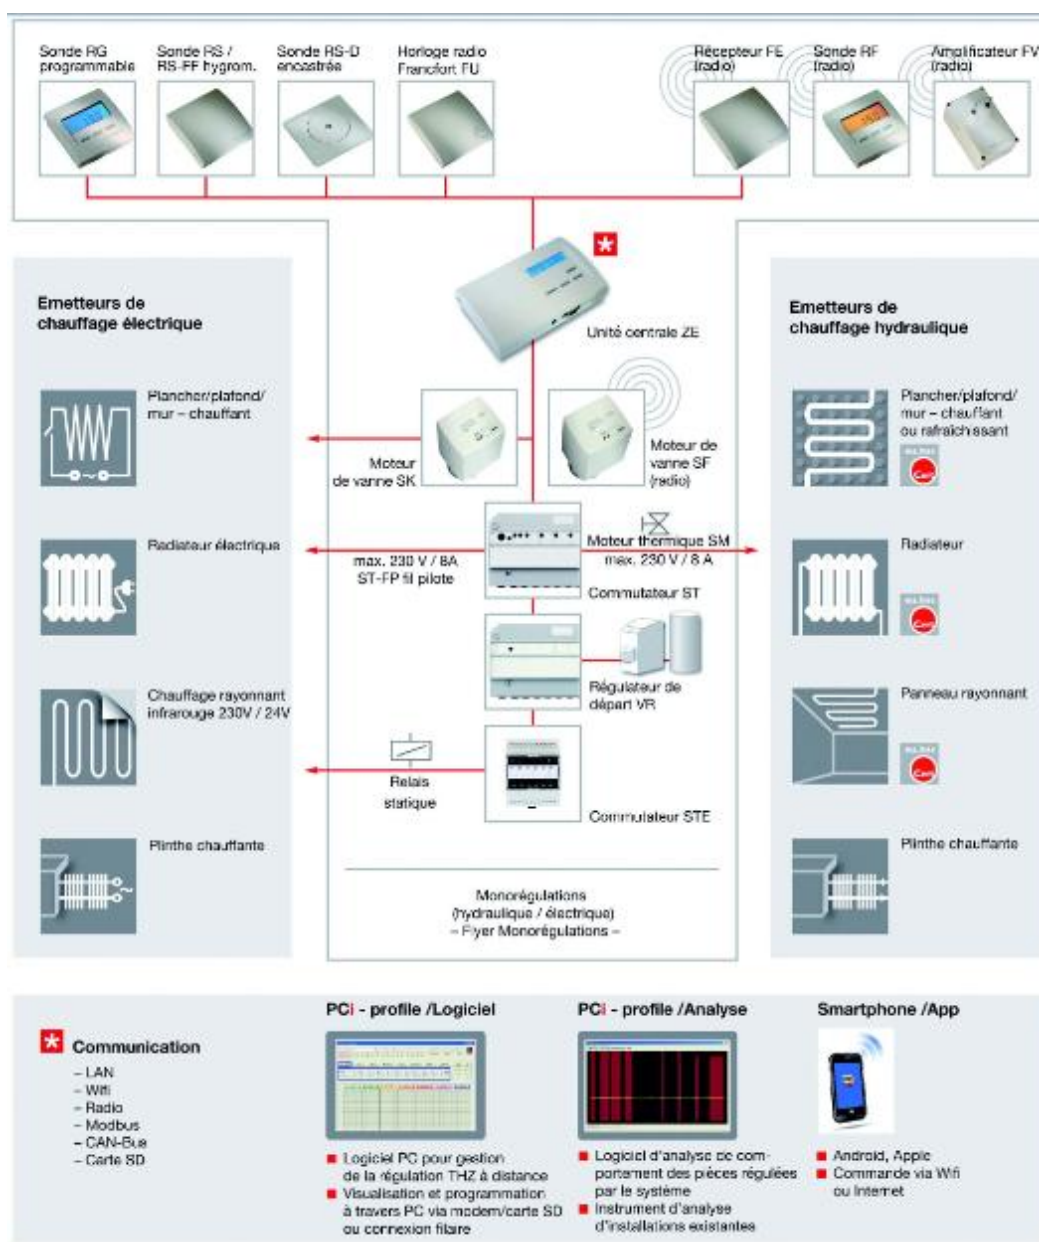 Sonde RG
programmable
Sonde RS /
RS-FF hygrom.
Sonde RS-D
encastrée
Horloge radio
Francfort FU
Récepteur FE
(radio)
Sonde RF
(radio)
Amplificateur FV
(radio)
Unité centrale ZE
Emetteurs de
chauffage électrique
Plancher/plafond/
mur – chauffant
Radiateur électrique
Chauffage rayonnant
infrarouge 230V / 24V
Plinthe chauffante
Moteur
de vanne SK
Moteur de
vanne SF
(radio)
max. 230 V / 8A
ST-FP fil pilote
Moteur thermique SM
max. 230 V / 8 A
Commutateur ST
Régulateur de
départ VR
Relais
statique
Commutateur STE
Monorégulations
(hydraulique / électrique)
– Flyer Monorégulations –
Emetteurs de
chauffage hydraulique
Plancher/plafond/
mur – chauffant
ou rafraîchissant
Radiateur
Panneau rayonnant
Plinthe chauffante
* Communication
– LAN
– Wifi
– Radio
– Modbus
– CAN-Bus
– Carte SD
PCi - profile /Logiciel
Logiciel PC pour gestion
de la régulation THZ à distance
Visualisation et programmation
à travers PC via modem/carte SD
ou connexion filaire
PCi - profile /Analyse
Logiciel d'analyse de com-
portement des pièces régulées
par le système
Instrument d'analyse
d'installations existantes
Smartphone /App
Android, Apple
Commande via Wifi
ou Internet